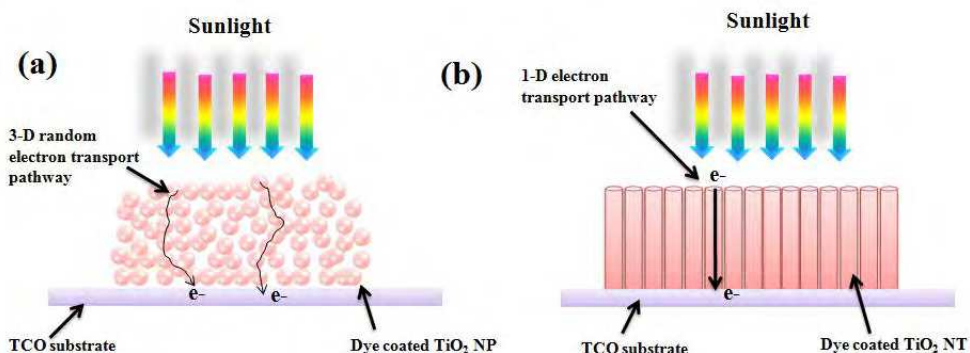 (a)
Sunlight
3-D random
electron transport
pathway
e-
e-
TCO substrate
Dye coated TiO₂ NP
(b)
Sunlight
1-D electron
transport pathway
e-
e-
TCO substrate
Dye coated TiO₂ NT